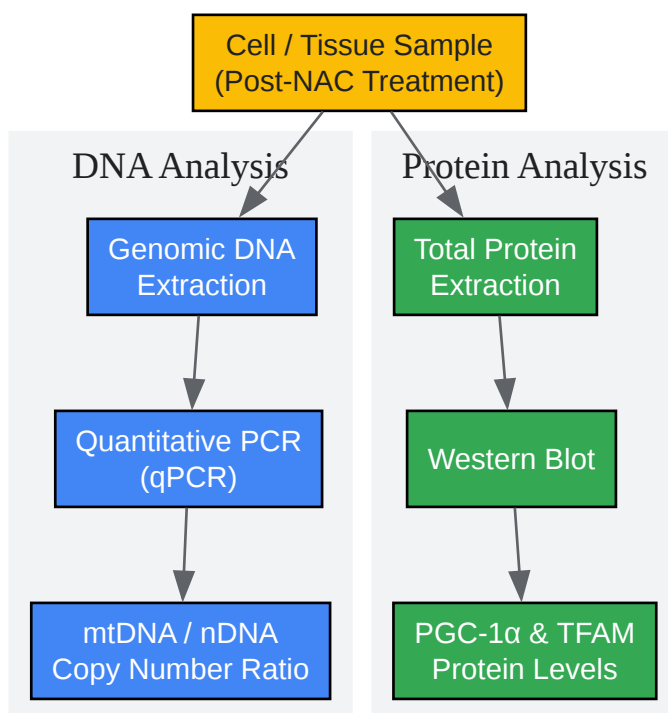 Cell / Tissue Sample
(Post-NAC Treatment)
DNA Analysis
Genomic DNA
Extraction
Quantitative PCR
(qPCR)
mtDNA / nDNA
Copy Number Ratio
Protein Analysis
Total Protein
Extraction
Western Blot
PGC-1α & TFAM
Protein Levels